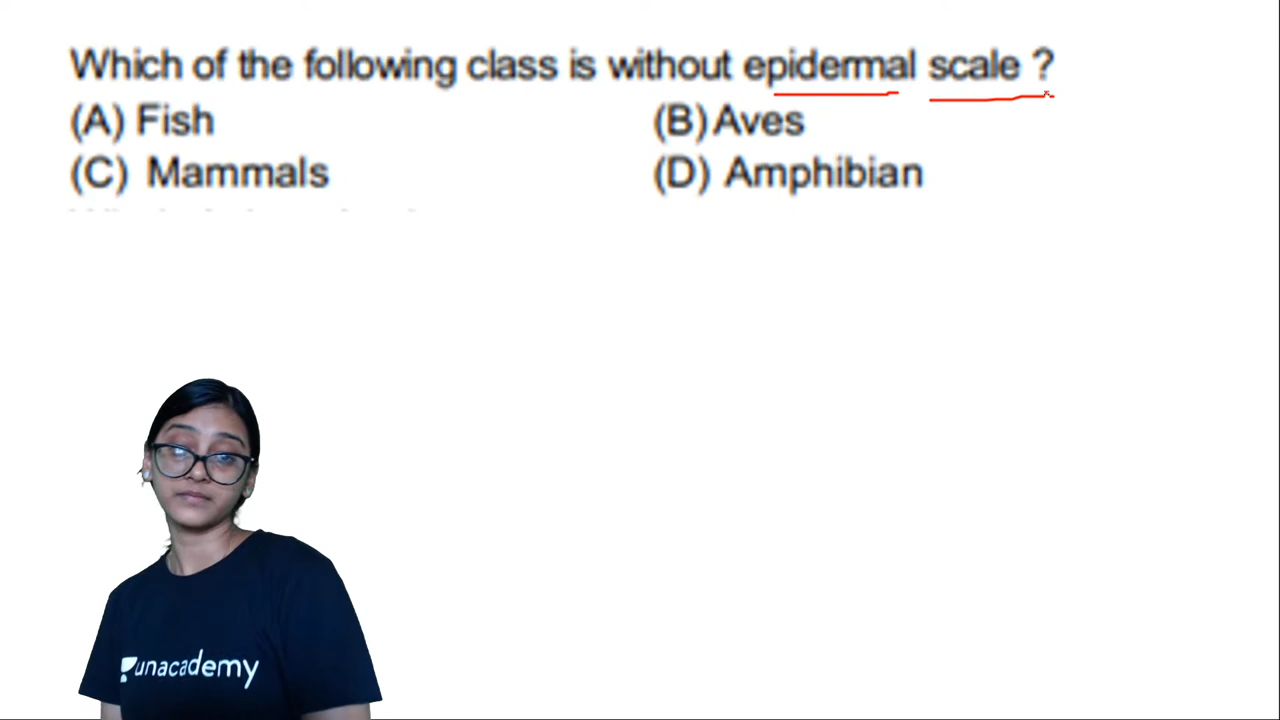 Which of the following class is without epidermal scale ?
(A) Fish (B) Aves
(C) Mammals (D) Amphibian
unacademy